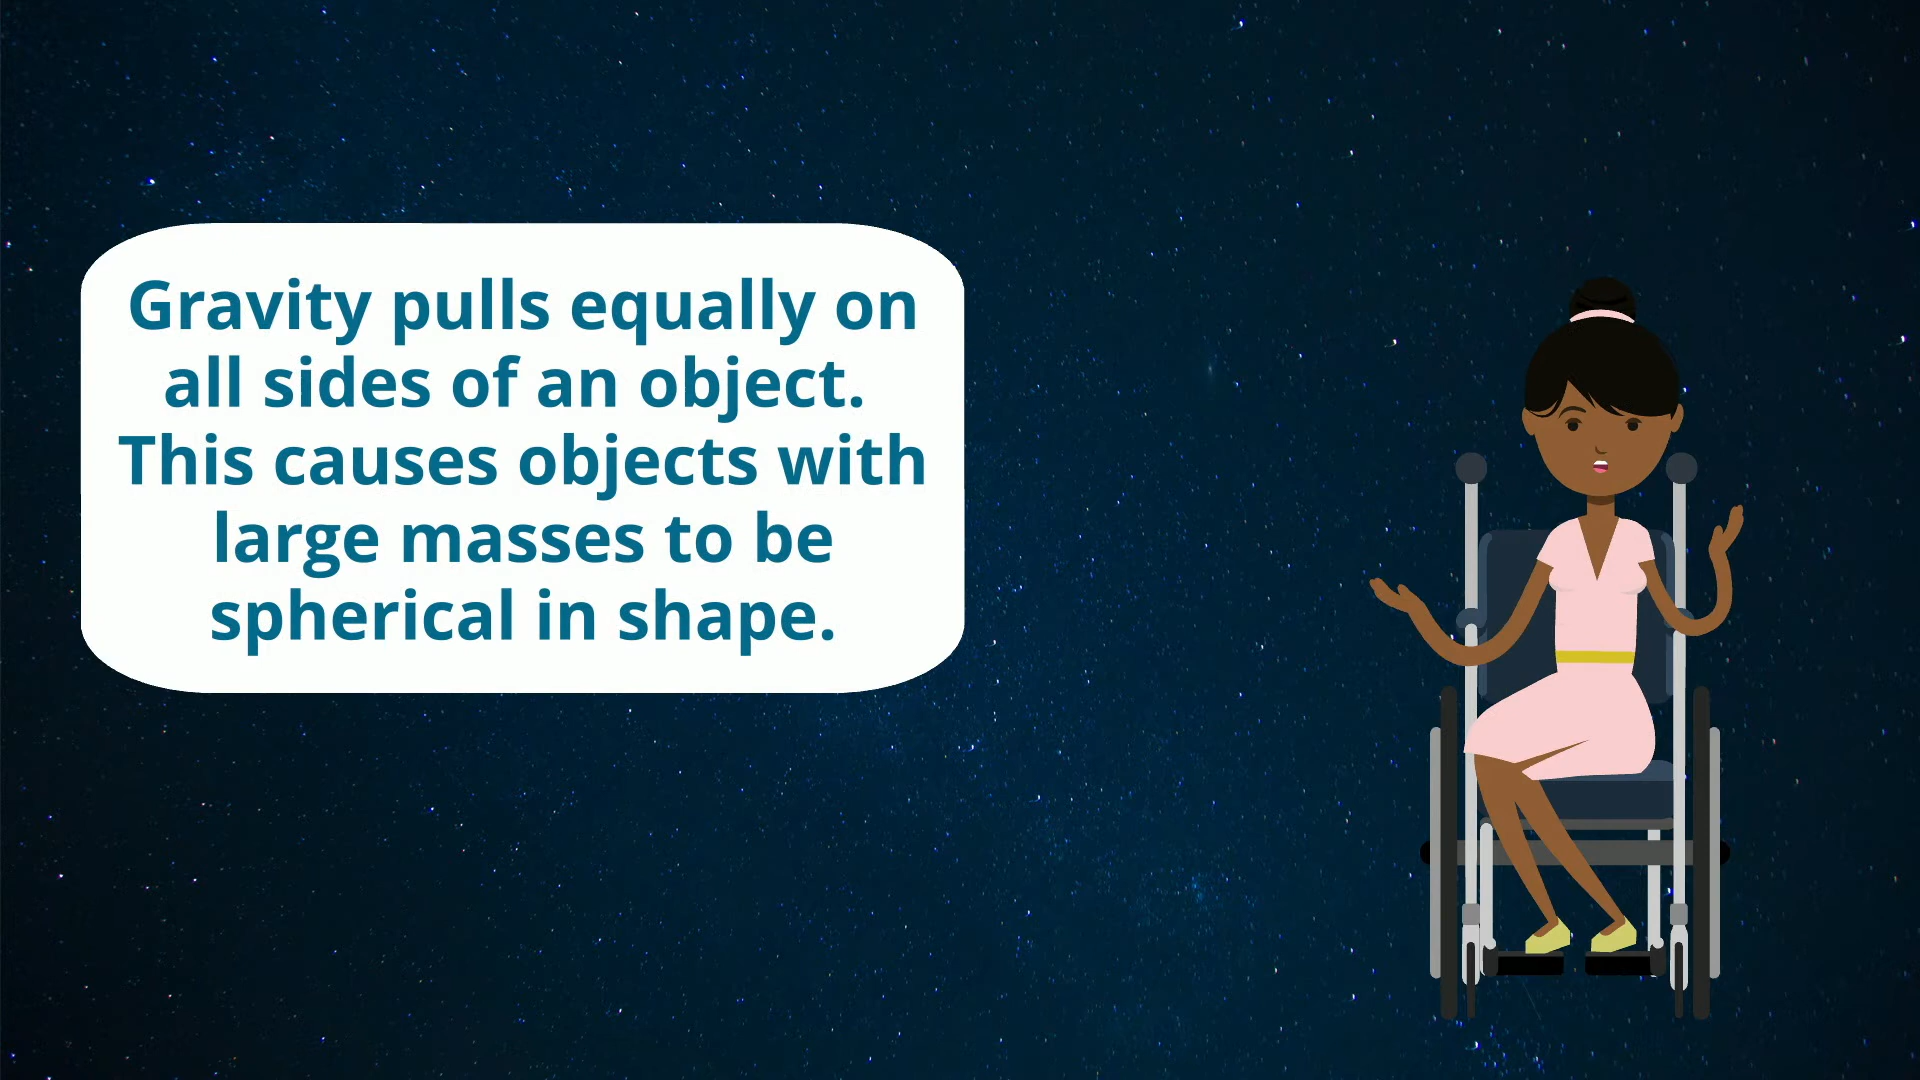 Gravity pulls equally on
all sides of an object.
This causes objects with
large masses to be
spherical in shape.